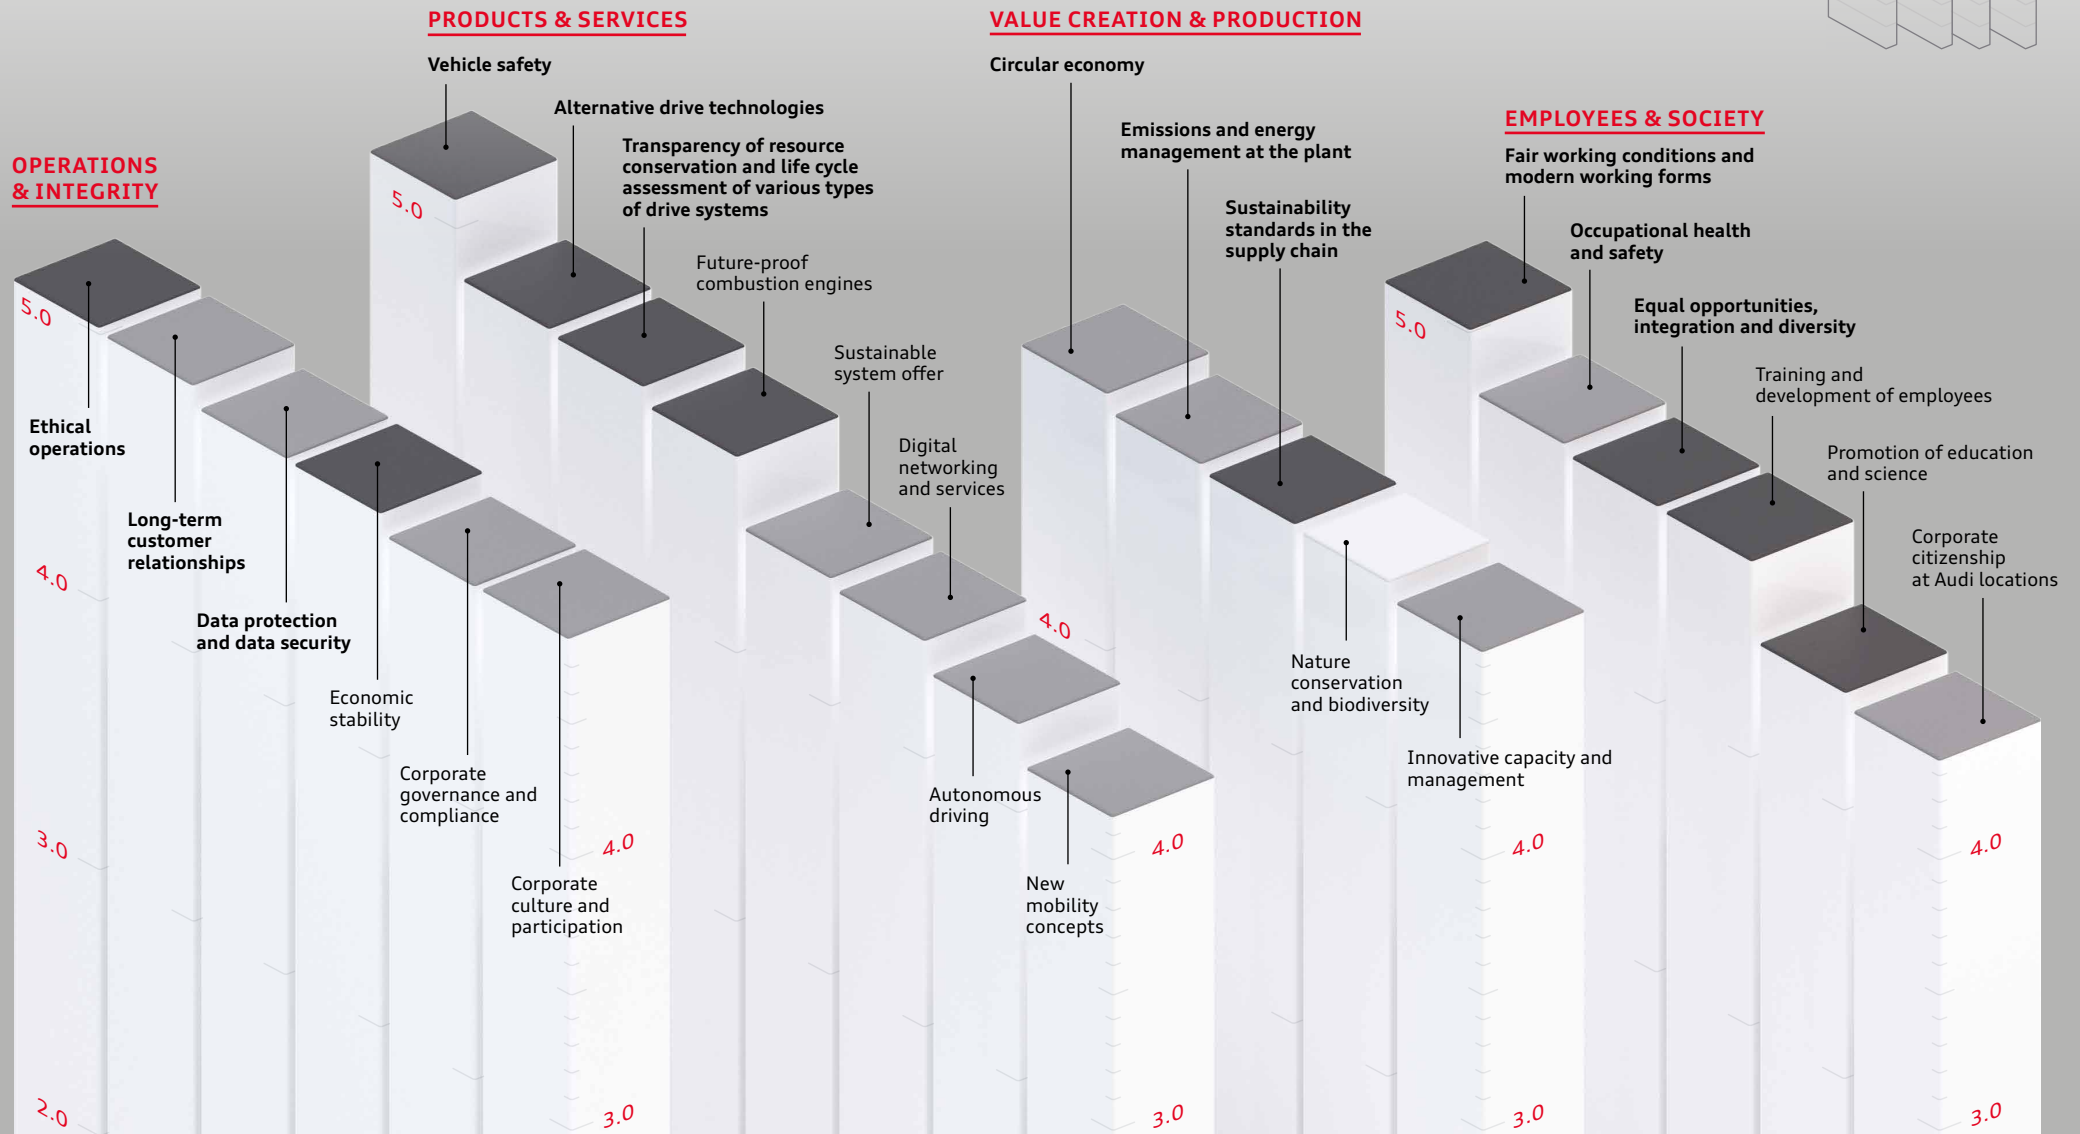 PRODUCTS & SERVICES
Vehicle safety
Alternative drive technologies
Transparency of resource
conservation and life cycle
assessment of various types
of drive systems
Future-proof
combustion engines
Sustainable
system offer
Digital
networking
and services
Autonomous
driving
New
mobility
concepts
5.0
4.0
3.0
VALUE CREATION & PRODUCTION
Circular economy
Emissions and energy
management at the plant
Sustainability
standards in the
supply chain
Nature
conservation
and biodiversity
Innovative capacity and
management
4.0
4.0
3.0
EMPLOYEES & SOCIETY
Fair working conditions and
modern working forms
Occupational health
and safety
Equal opportunities,
integration and diversity
Training and
development of employees
Promotion of education
and science
Corporate
citizenship
at Audi locations
5.0
4.0
3.0
OPERATIONS
& INTEGRITY
Ethical
operations
Long-term
customer
relationships
Data protection
and data security
Economic
stability
Corporate
governance and
compliance
Corporate
culture and
participation
5.0
4.0
3.0
2.0
4.0
3.0